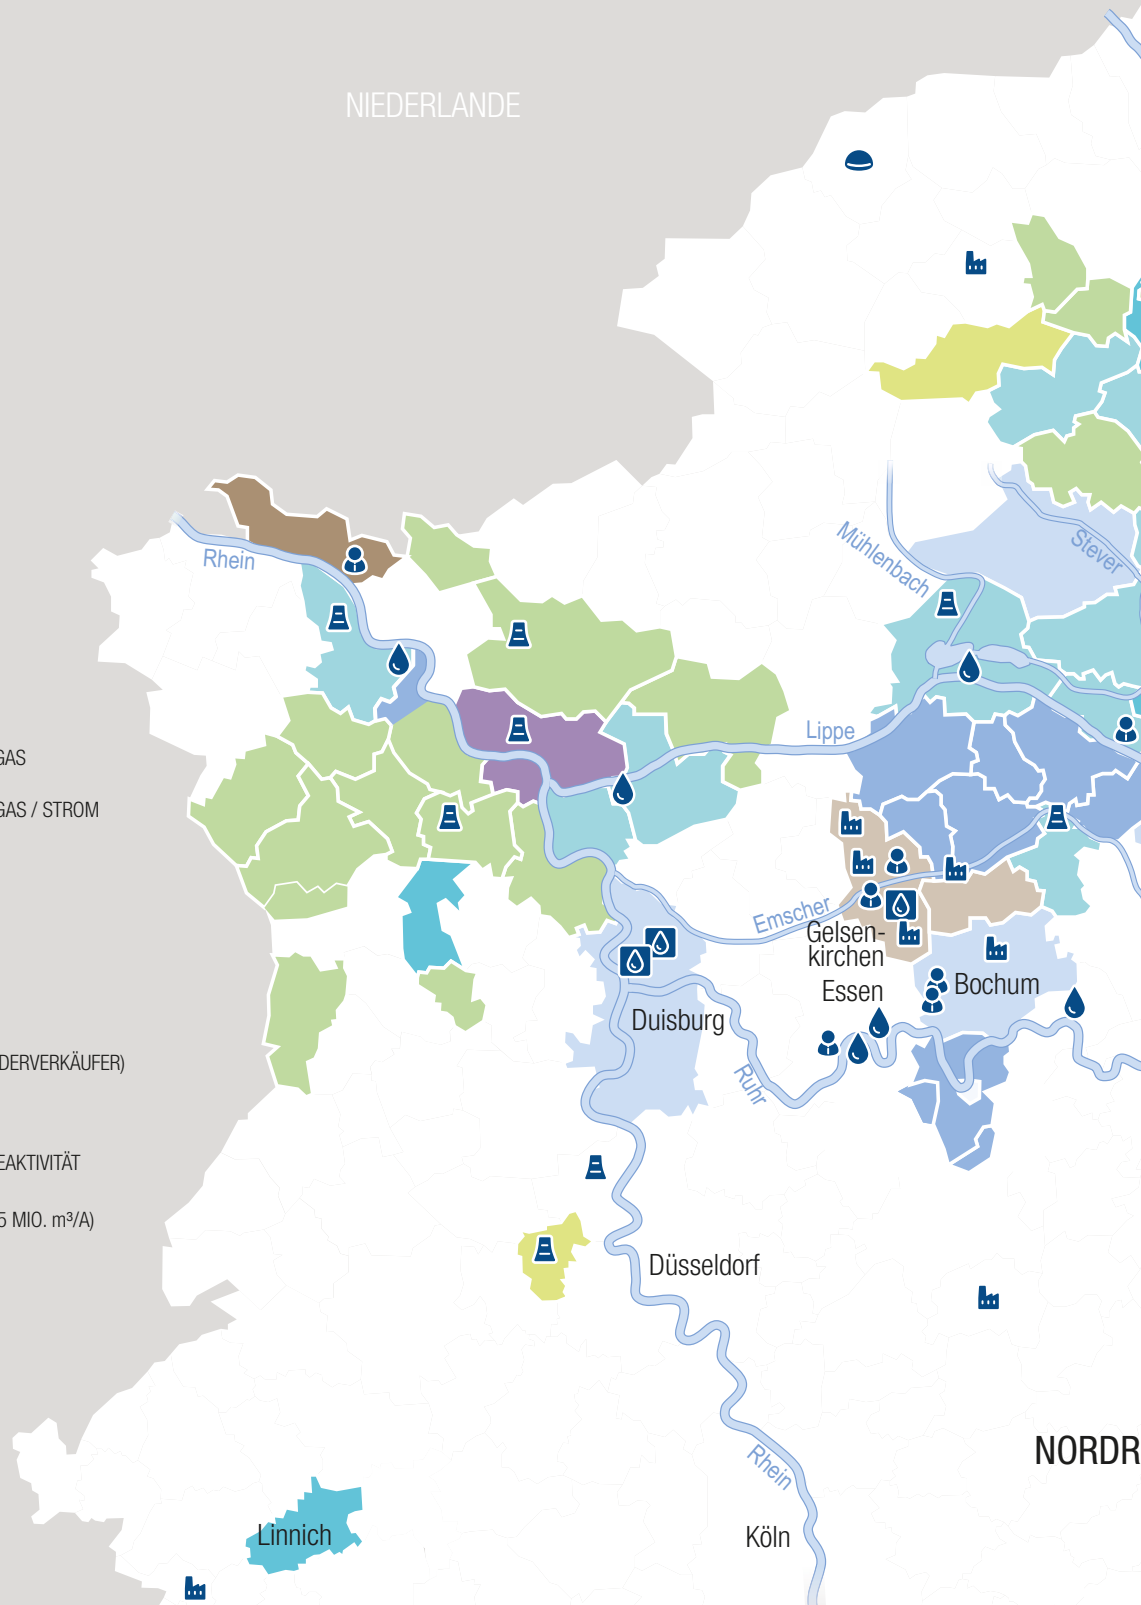 NIEDERLANDE
Rhein
Mühlenbach
Stever
Lippe
GAS
GAS / STROM
Emscher
Gelsen-
kirchen
Essen
Bochum
Duisburg
DERVERKÄUFER)
Ruhr
EAKTIVITÄT
5 MIO. m³/A)
Düsseldorf
Rhein
NORDR
Linnich
Köln